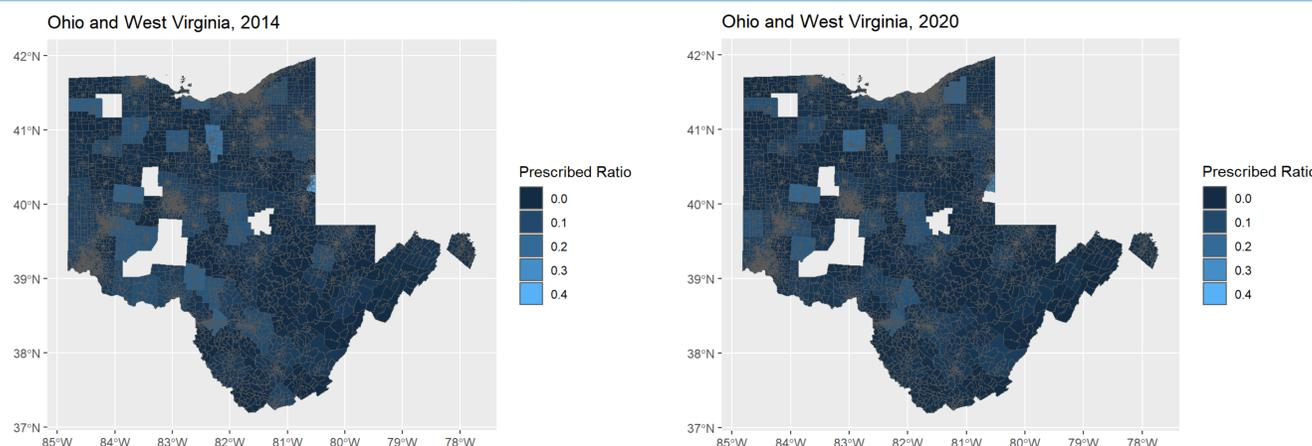 Ohio and West Virginia, 2014
42°N
41°N
40°N
39°N
38°N
37°N
85°W 84°W 83°W 82°W 81°W 80°W 79°W 78°W
Prescribed Ratio
0.0
0.1
0.2
0.3
0.4
Ohio and West Virginia, 2020
42°N
41°N
40°N
39°N
38°N
37°N
85°W 84°W 83°W 82°W 81°W 80°W 79°W 78°W
Prescribed Ratio
0.0
0.1
0.2
0.3
0.4